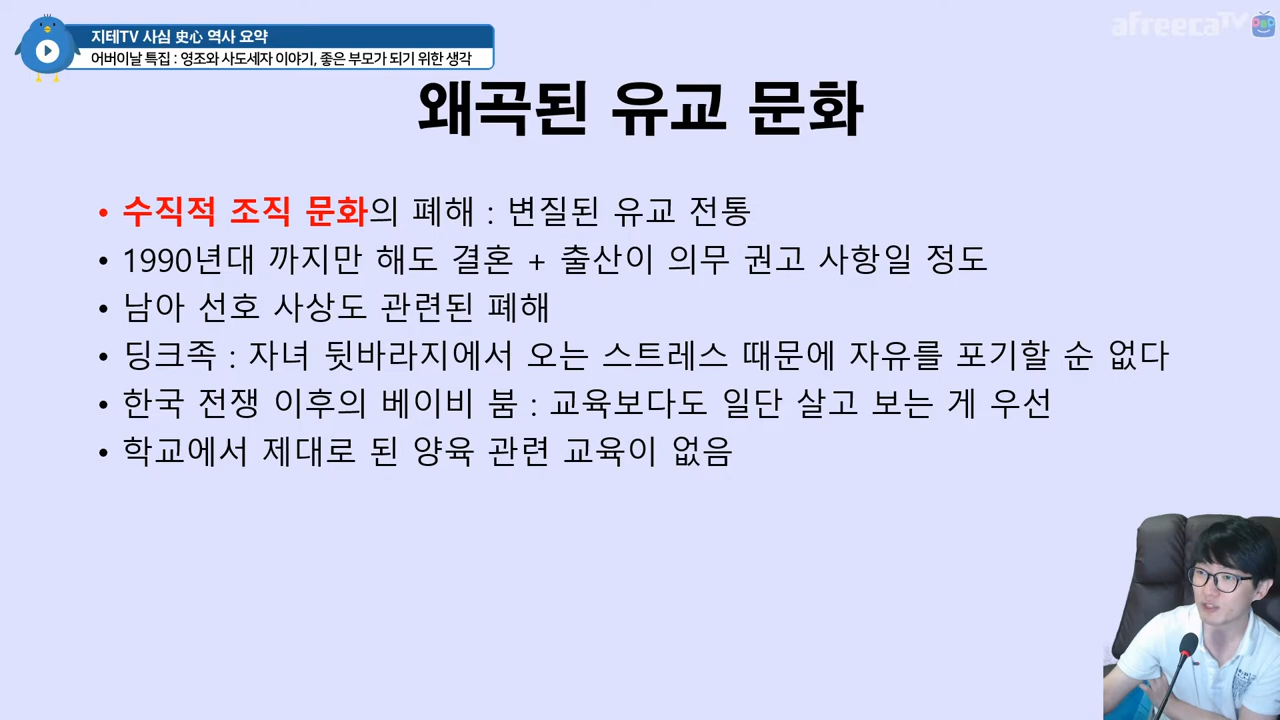 지테TV 사심 史心 역사 요약
어버이날 특집 : 영조와 사도세자 이야기, 좋은 부모가 되기 위한 생각
afreecaTV
왜곡된 유교 문화
• 수직적 조직 문화의 폐해 : 변질된 유교 전통
• 1990년대 까지만 해도 결혼 + 출산이 의무 권고 사항일 정도
• 남아 선호 사상도 관련된 폐해
• 딩크족 : 자녀 뒷바라지에서 오는 스트레스 때문에 자유를 포기할 순 없다
• 한국 전쟁 이후의 베이비 붐 : 교육보다도 일단 살고 보는 게 우선
• 학교에서 제대로 된 양육 관련 교육이 없음